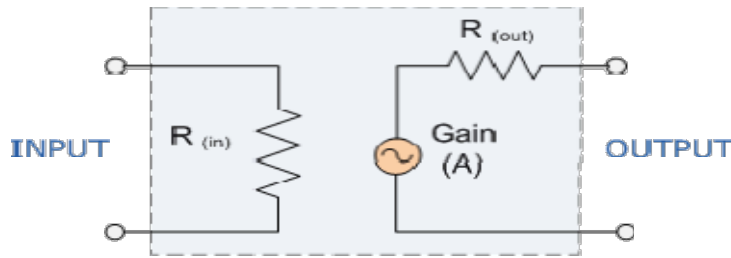 R (out)
INPUT
R (in)
Gain
(A)
OUTPUT